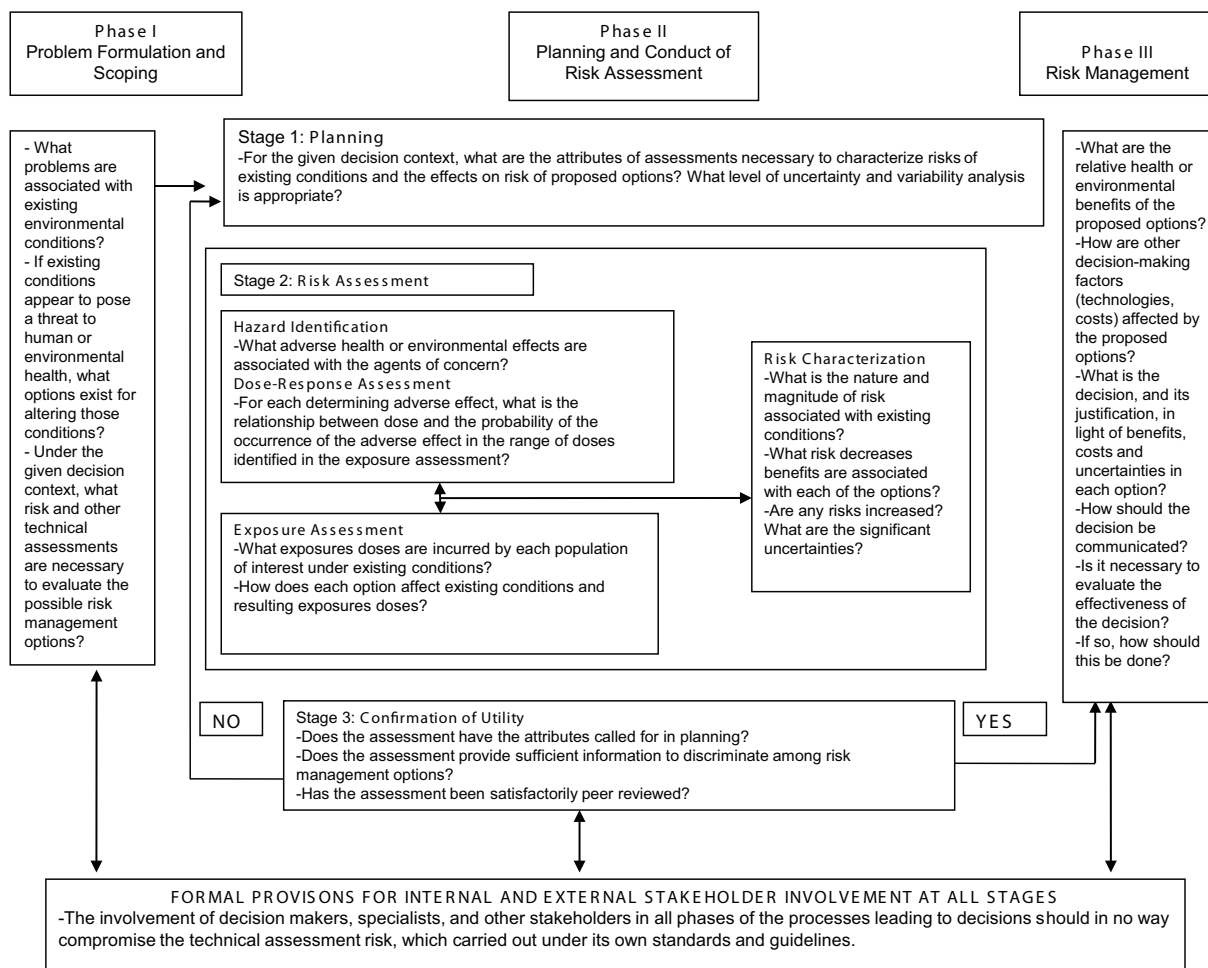 Phase I
Problem Formulation and
Scoping
Phase II
Planning and Conduct of
Risk Assessment
Phase III
Risk Management
- What
problems are
associated with
existing
environmental
conditions?
- If existing
conditions
appear to pose
a threat to
human or
environmental
health, what
options exist for
altering those
conditions?
- Under the
given decision
context, what
risk and other
technical
assessments
are necessary
to evaluate the
possible risk
management
options?
Stage 1: Planning
-For the given decision context, what are the attributes of assessments necessary to characterize risks of
existing conditions and the effects on risk of proposed options? What level of uncertainty and variability analysis
is appropriate?
Stage 2: Risk Assessment
Hazard Identification
-What adverse health or environmental effects are
associated with the agents of concern?
Dose-Response Assessment
-For each determining adverse effect, what is the
relationship between dose and the probability of the
occurrence of the adverse effect in the range of doses
identified in the exposure assessment?
Exposure Assessment
-What exposures doses are incurred by each population
of interest under existing conditions?
-How does each option affect existing conditions and
resulting exposures doses?
Risk Characterization
-What is the nature and
magnitude of risk
associated with existing
conditions?
-What risk decreases
benefits are associated
with each of the options?
-Are any risks increased?
What are the significant
uncertainties?
NO
Stage 3: Confirmation of Utility
-Does the assessment have the attributes called for in planning?
-Does the assessment provide sufficient information to discriminate among risk
management options?
-Has the assessment been satisfactorily peer reviewed?
YES
-What are the
relative health or
environmental
benefits of the
proposed options?
-How are other
decision-making
factors
(technologies,
costs) affected by
the proposed
options?
-What is the
decision, and its
justification, in
light of benefits,
costs and
uncertainties in
each option?
-How should the
decision be
communicated?
-Is it necessary to
evaluate the
effectiveness of
the decision?
-If so, how should
this be done?
FORMAL PROVISONS FOR INTERNAL AND EXTERNAL STAKEHOLDER INVOLVEMENT AT ALL STAGES
-The involvement of decision makers, specialists, and other stakeholders in all phases of the processes leading to decisions should in no way
compromise the technical assessment risk, which carried out under its own standards and guidelines.